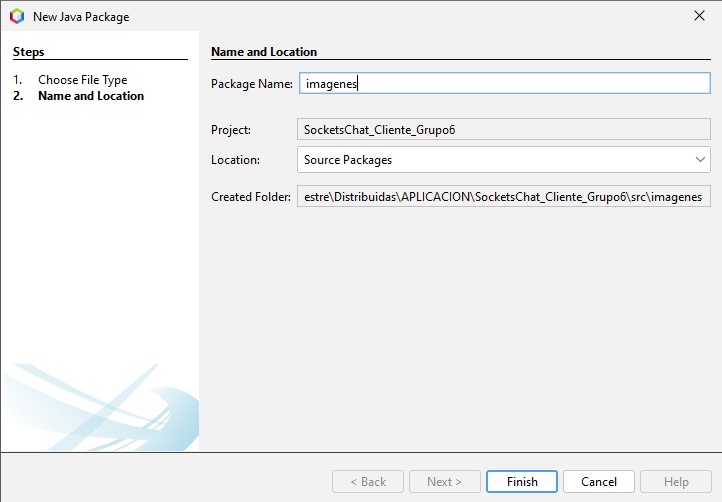 New Java Package
Steps
1. Choose File Type
2. Name and Location
Name and Location
Package Name: imagenes
Project: SocketsChat_Cliente_Grupo6
Location: Source Packages
Created Folder: estre\Distribuidas\APLICACION\SocketsChat_Cliente_Grupo6\src\imagenes
< Back Next > Finish Cancel Help